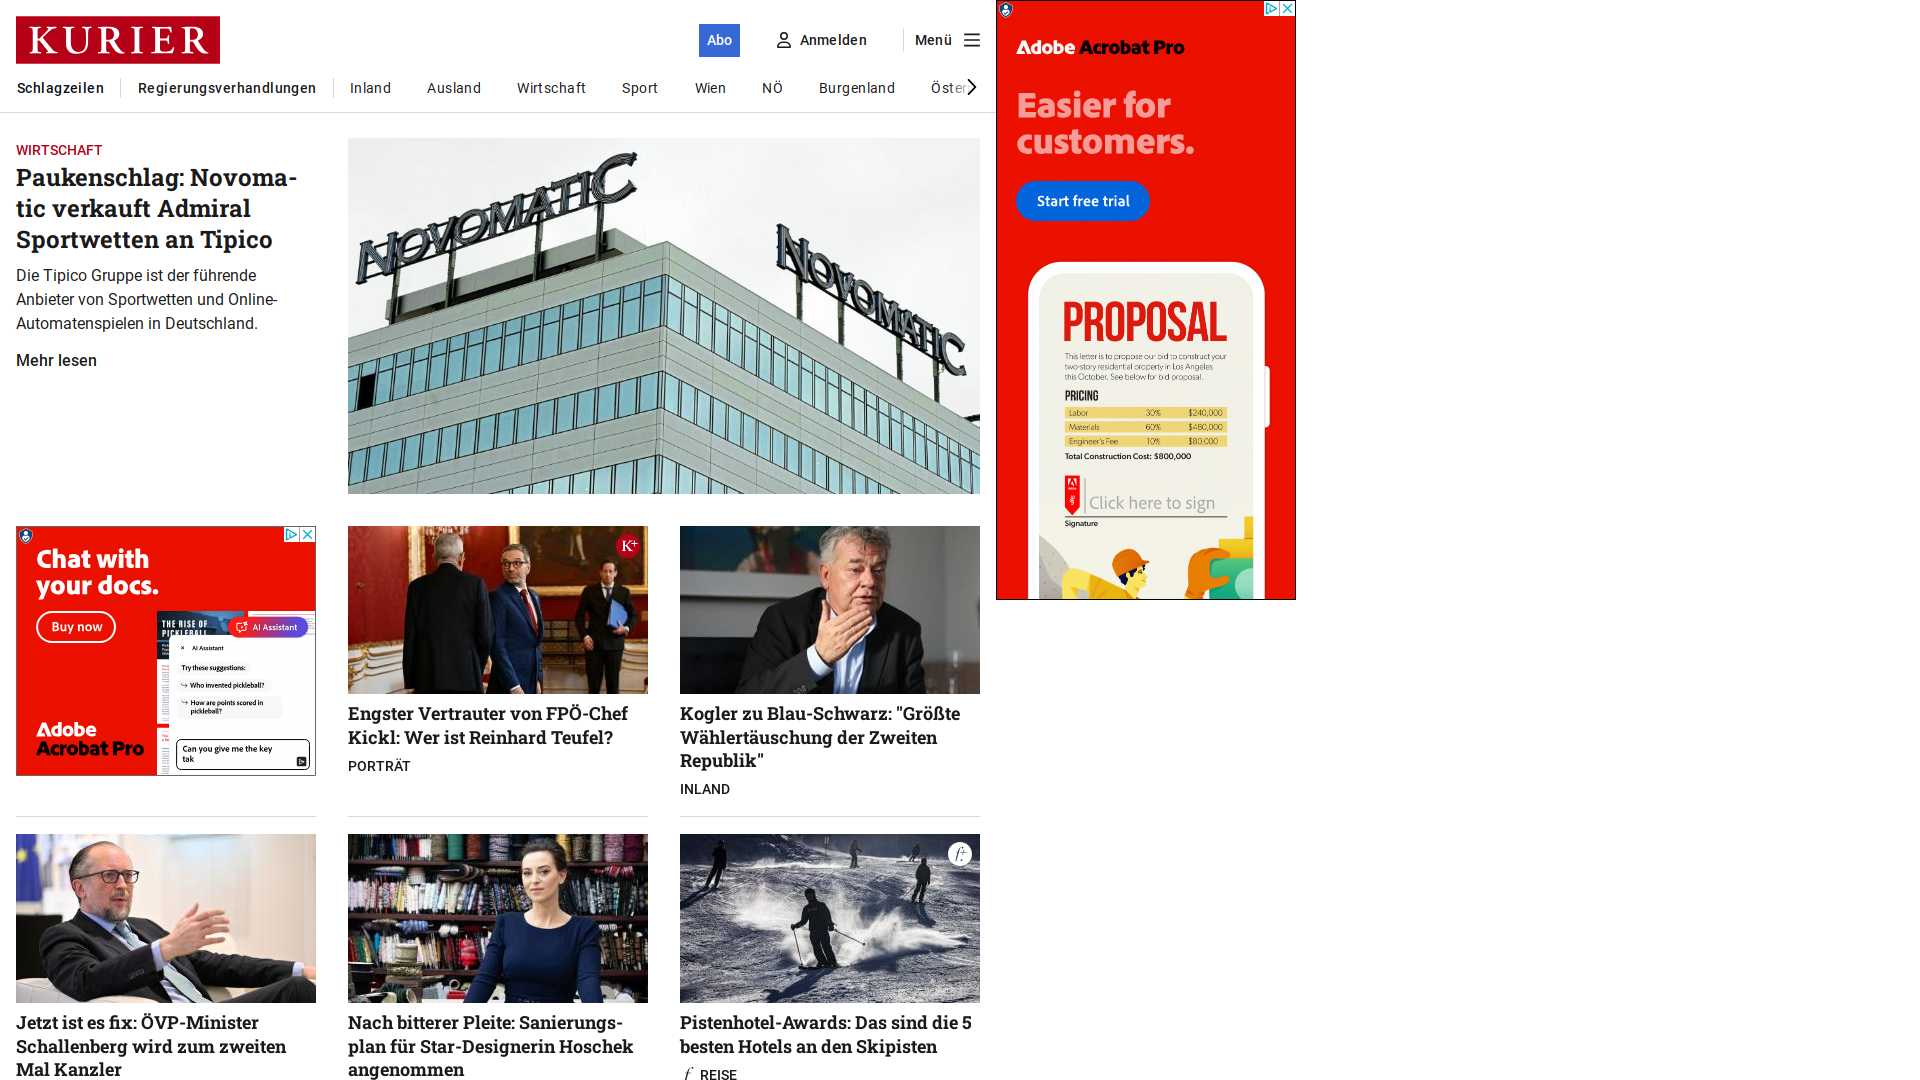 KURIER
Abo
Anmelden
Menü
Schlagzeilen
Regierungsverhandlungen
Inland
Ausland
Wirtschaft
Sport
Wien
NÖ
Burgenland
Öster
WIRTSCHAFT
Paukenschlag: Novoma-
tic verkauft Admiral
Sportwetten an Tipico
Die Tipico Gruppe ist der führende
Anbieter von Sportwetten und Online-
Automatenspielen in Deutschland.
Mehr lesen
NOVOMATIC
NOVOMATIC
Adobe Acrobat Pro
Easier for
customers.
Start free trial
PROPOSAL
This letter is to propose our bid to construct your
two-story residential property in Los Angeles
this October. See below for bid proposal.
PRICING
Labor 30% $240,000
Materials 60% $480,000
Engineer's Fee 10% $80,000
Total Construction Cost: $800,000
Click here to sign
Signature
Chat with
your docs.
Buy now
Adobe
Acrobat Pro
THE RISE OF
PICKLEBALL
AI Assistant
AI Assistant
Try these suggestions:
Who invented pickleball?
How are points scored in
pickleball?
Can you give me the key
tak
K+
Engster Vertrauter von FPÖ-Chef
Kickl: Wer ist Reinhard Teufel?
PORTRÄT
Kogler zu Blau-Schwarz: "Größte
Wählertäuschung der Zweiten
Republik"
INLAND
Jetzt ist es fix: ÖVP-Minister
Schallenberg wird zum zweiten
Mal Kanzler
Nach bitterer Pleite: Sanierungs-
plan für Star-Designerin Hoschek
angenommen
f+
Pistenhotel-Awards: Das sind die 5
besten Hotels an den Skipisten
f REISE